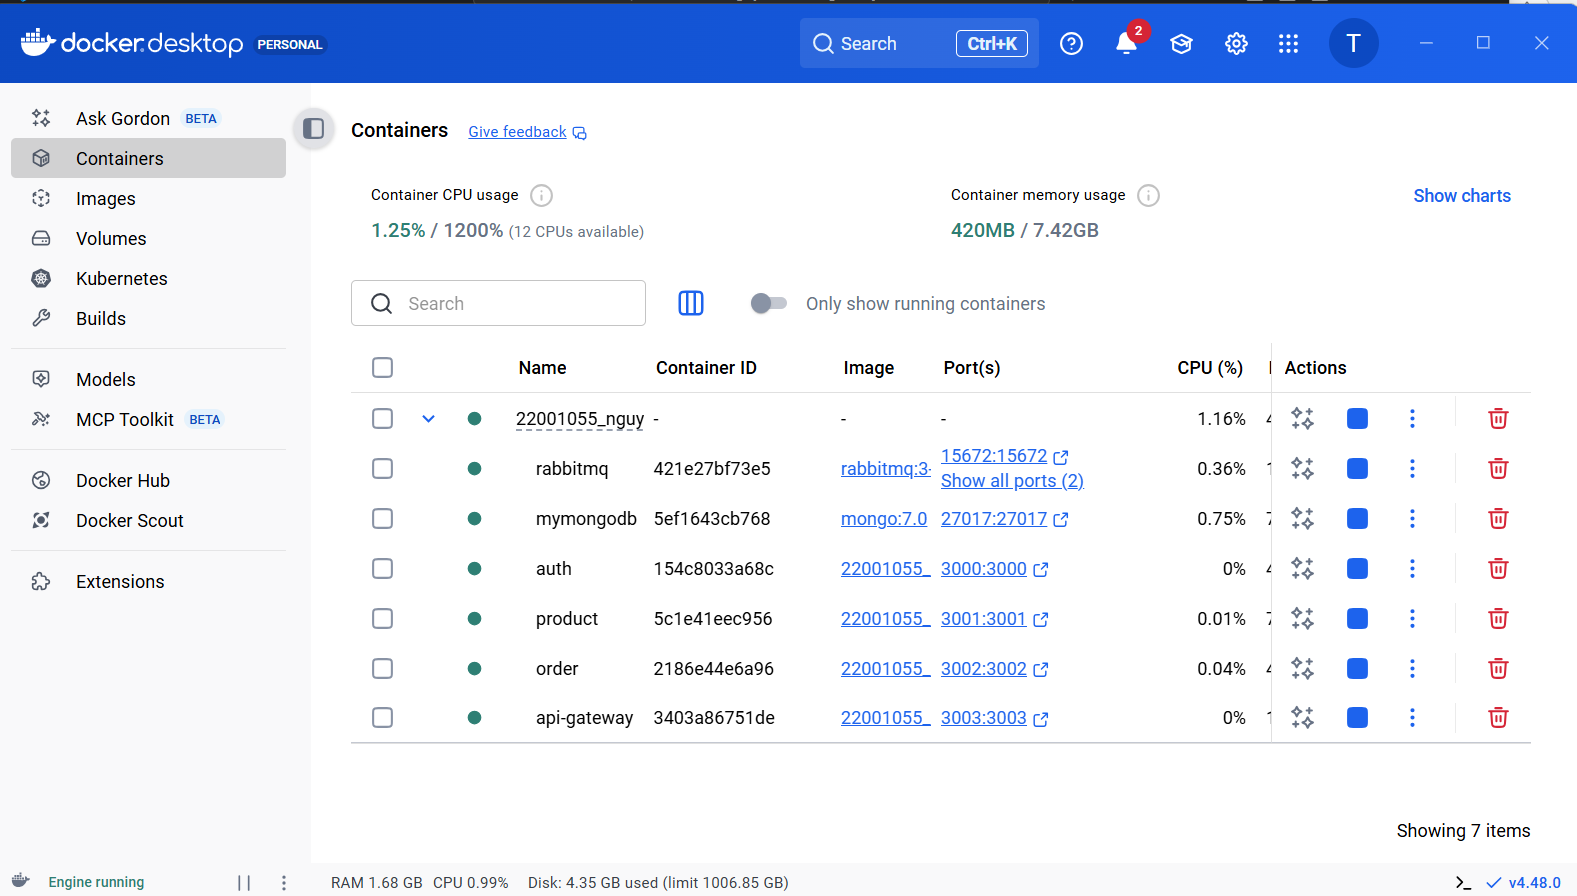 docker.desktop PERSONAL
Search Ctrl+K
2
T
Ask Gordon BETA
Containers
Images
Volumes
Kubernetes
Builds
Models
MCP Toolkit BETA
Docker Hub
Docker Scout
Extensions
Containers Give feedback
Container CPU usage
1.25% / 1200% (12 CPUs available)
Container memory usage
420MB / 7.42GB
Show charts
Search
Only show running containers
Name Container ID Image Port(s) CPU (%) Actions
22001055_nguy - - - 1.16%
rabbitmq 421e27bf73e5 rabbitmq:3- 15672:15672 0.36%
Show all ports (2)
mymongodb 5ef1643cb768 mongo:7.0 27017:27017 0.75%
auth 154c8033a68c 22001055_ 3000:3000 0%
product 5c1e41eec956 22001055_ 3001:3001 0.01%
order 2186e44e6a96 22001055_ 3002:3002 0.04%
api-gateway 3403a86751de 22001055_ 3003:3003 0%
Showing 7 items
Engine running
RAM 1.68 GB CPU 0.99% Disk: 4.35 GB used (limit 1006.85 GB)
v4.48.0